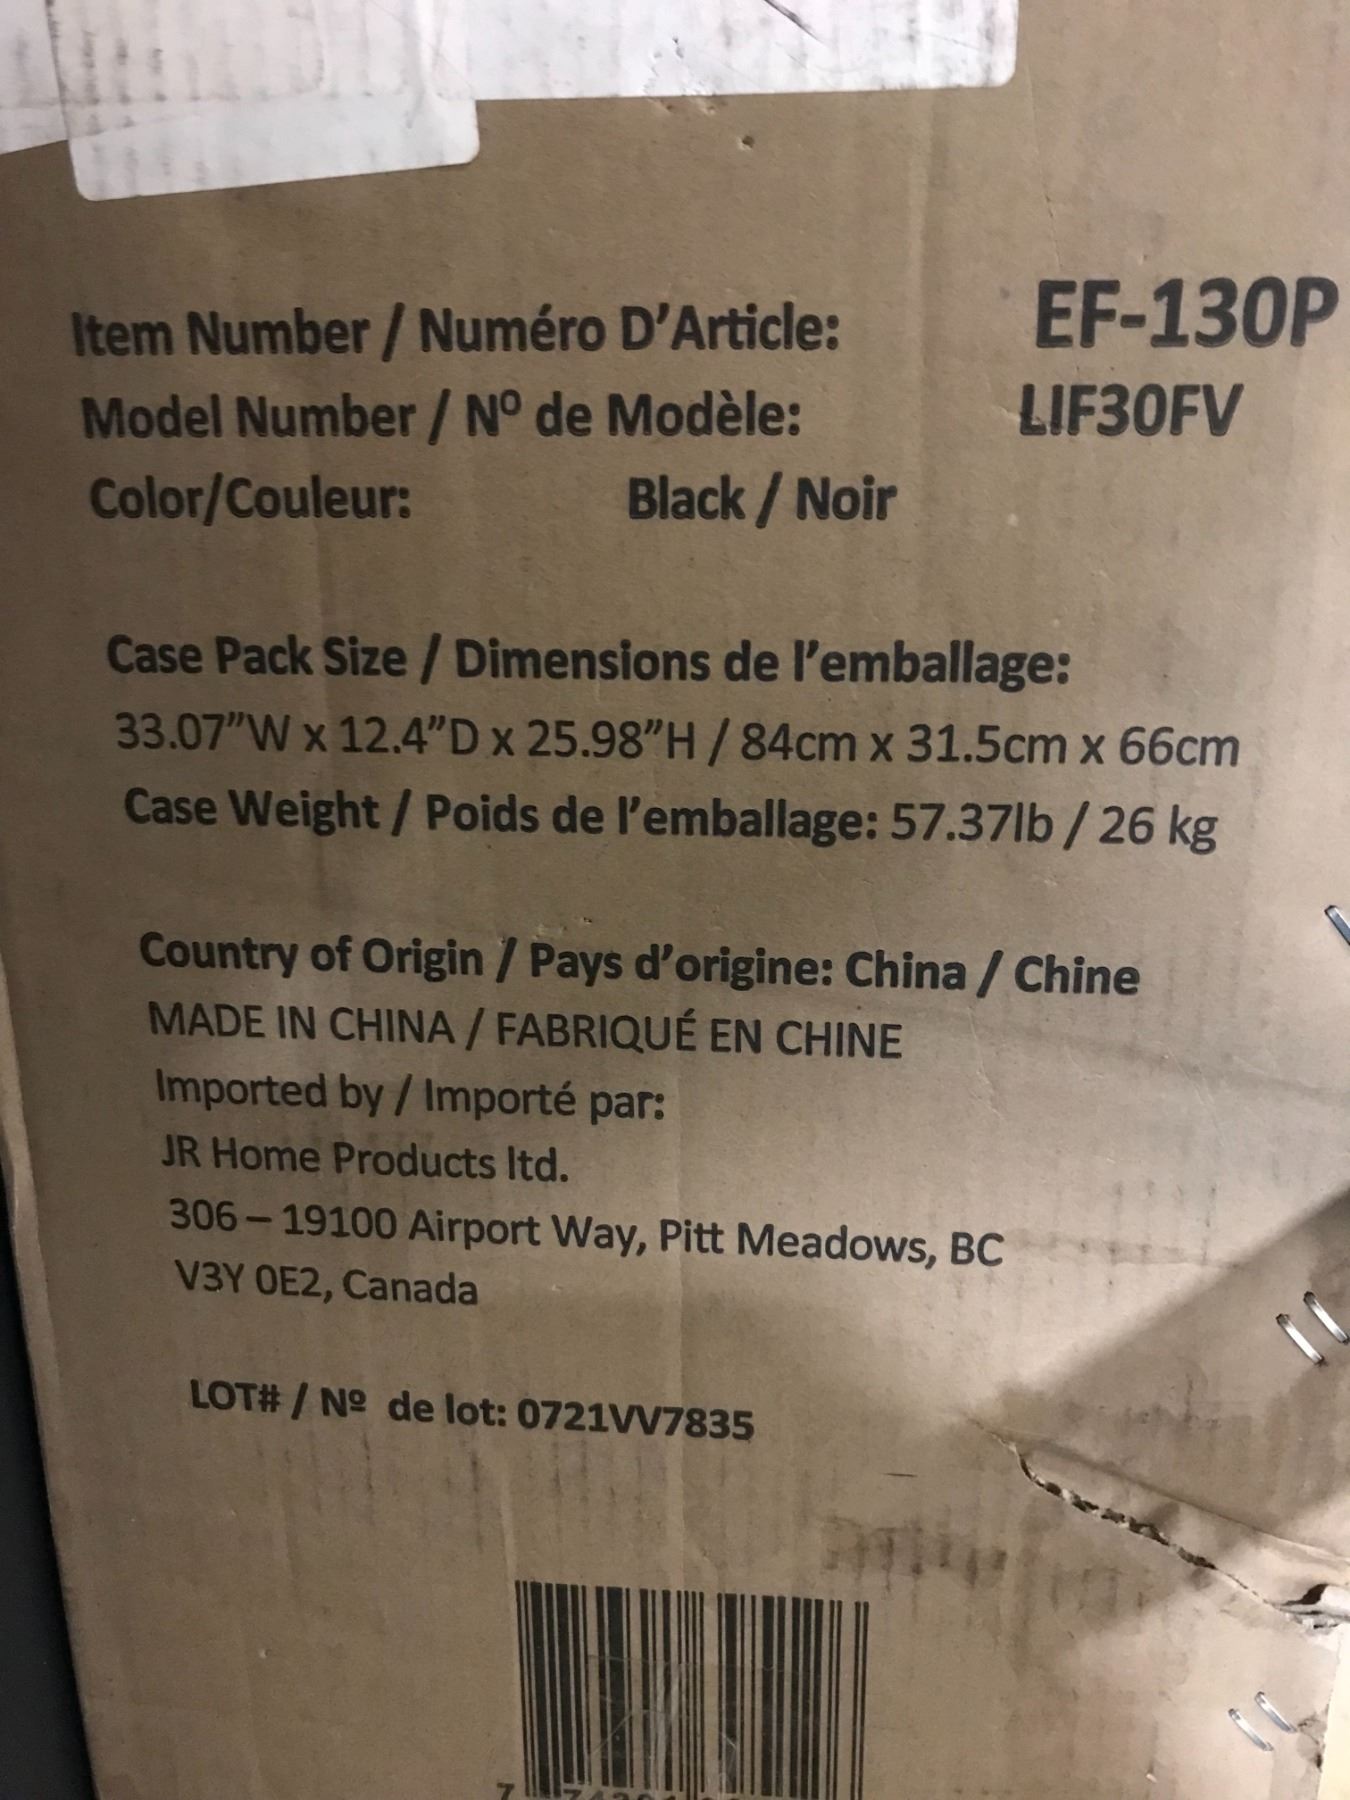 Item Number / Numéro D’Article: EF-130P
Model Number / Nº de Modèle: LIF30FV
Color/Couleur: Black / Noir
Case Pack Size / Dimensions de l’emballage:
33.07”W x 12.4”D x 25.98”H / 84cm x 31.5cm x 66cm
Case Weight / Poids de l’emballage: 57.37lb / 26 kg
Country of Origin / Pays d’origine: China / Chine
MADE IN CHINA / FABRIQUÉ EN CHINE
Imported by / Importé par:
JR Home Products ltd.
306 – 19100 Airport Way, Pitt Meadows, BC
V3Y 0E2, Canada
LOT# / Nº de lot: 0721VV7835